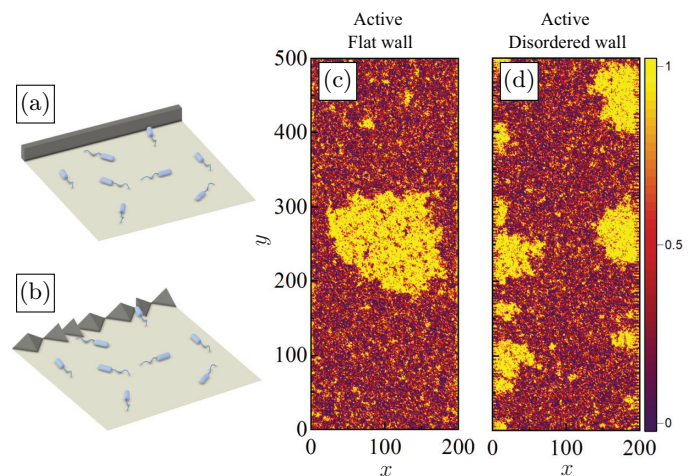 Active
Flat wall
Active
Disordered wall
(a)
(b)
(c)
(d)
500
400
300
200
100
0
y
0
100
200
x
0
100
200
x
1
0.5
0